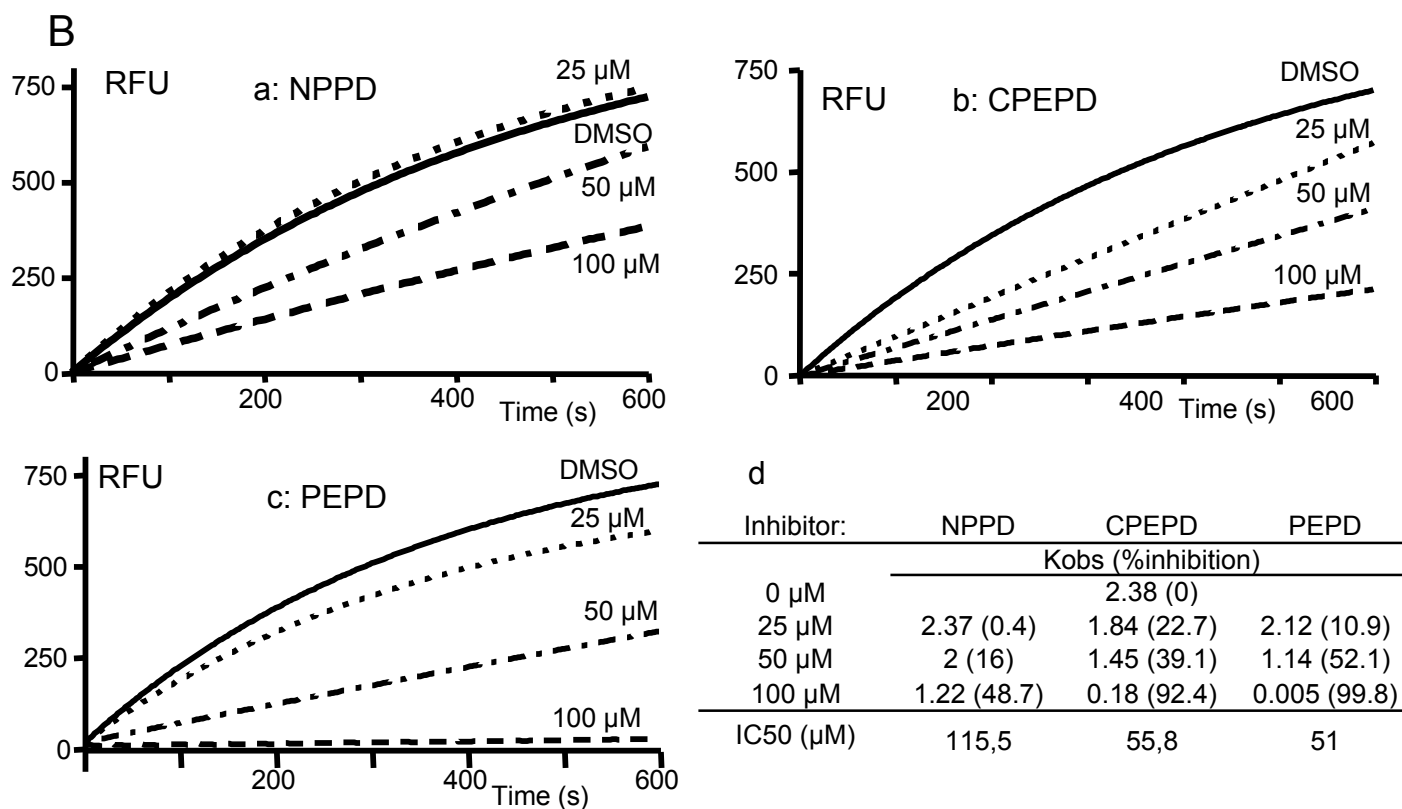 B
RFU
a: NPPD
750
500
250
0
25 µM
DMSO
50 µM
100 µM
200
400
600
Time (s)
RFU
b: CPEPD
750
500
250
0
DMSO
25 µM
50 µM
100 µM
200
400
600
Time (s)
RFU
c: PEPD
750
500
250
0
DMSO
25 µM
50 µM
100 µM
200
400
600
Time (s)
d
Inhibitor: NPPD CPEPD PEPD
Kobs (%inhibition)
0 µM 2.38 (0)
25 µM 2.37 (0.4) 1.84 (22.7) 2.12 (10.9)
50 µM 2 (16) 1.45 (39.1) 1.14 (52.1)
100 µM 1.22 (48.7) 0.18 (92.4) 0.005 (99.8)
IC50 (µM) 115,5 55,8 51